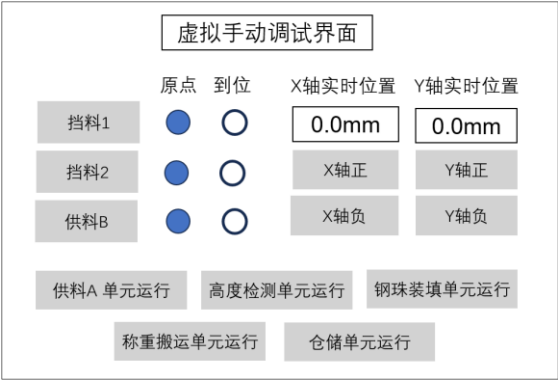 虚拟手动调试界面
原点 到位 X轴实时位置 Y轴实时位置
挡料1 0.0mm 0.0mm
挡料2 X轴正 Y轴正
供料B X轴负 Y轴负
供料A 单元运行 高度检测单元运行 钢珠装填单元运行
称重搬运单元运行 仓储单元运行